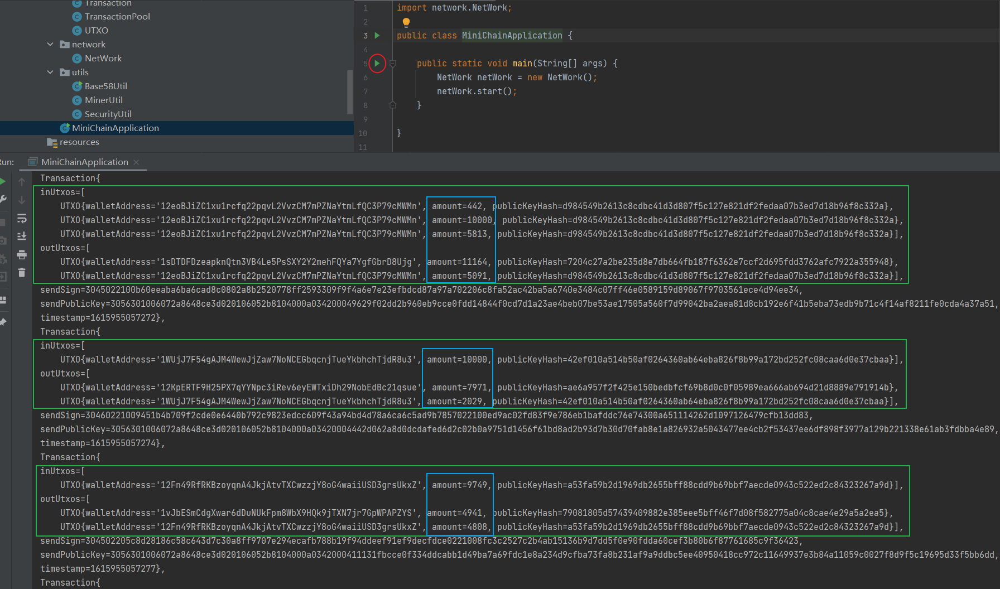 Transaction
TransactionPool
UTXO
network
NetWork
utils
Base58Util
MinerUtil
SecurityUtil
MiniChainApplication
resources
1 import network.NetWork;
2
3 public class MiniChainApplication {
4
5 public static void main(String[] args) {
6 NetWork netWork = new NetWork();
7 netWork.start();
8 }
9
10 }
11
Run: MiniChainApplication
Transaction{
inUtxos=[
UTXO{walletAddress='12eoBJiZC1xu1rcfq22pqvL2VvzCM7mPZNaYtmLfQC3P79cMWMn', amount=442, publicKeyHash=d984549b2613c8cdbc41d3d807f5c127e821df2fedaa07b3ed7d18b96f8c332a},
UTXO{walletAddress='12eoBJiZC1xu1rcfq22pqvL2VvzCM7mPZNaYtmLfQC3P79cMWMn', amount=10000, publicKeyHash=d984549b2613c8cdbc41d3d807f5c127e821df2fedaa07b3ed7d18b96f8c332a},
UTXO{walletAddress='12eoBJiZC1xu1rcfq22pqvL2VvzCM7mPZNaYtmLfQC3P79cMWMn', amount=5813, publicKeyHash=d984549b2613c8cdbc41d3d807f5c127e821df2fedaa07b3ed7d18b96f8c332a}],
outUtxos=[
UTXO{walletAddress='1sDTDFDzeapknQtn3VB4Le5PsSXY2Y2mehFQYa7YgfGbrD8Ujg', amount=11164, publicKeyHash=7204c27a2be235d8e7db664fb187f6362e7ccf2d695fdd3762afc7922a355948},
UTXO{walletAddress='12eoBJiZC1xu1rcfq22pqvL2VvzCM7mPZNaYtmLfQC3P79cMWMn', amount=5091, publicKeyHash=d984549b2613c8cdbc41d3d807f5c127e821df2fedaa07b3ed7d18b96f8c332a}],
sendSign=3045022100b60eeaba6ba6cad8c0802a8b2520778ff2593309f9f4a6e7e23efbdcd87a97a702206c8fa52ac42ba5a6740e3484c07ff46e0589159d89067f9703561ece4d94ee34,
sendPublicKey=3056301006072a8648ce3d020106052b8104000a034200049629f02dd2b960eb9cce0fdd14844f0cd7d1a23ae4beb07be53ae17505a560f7d99042ba2aea81d8cb192e6f41b5eba73edb9b71c4f14af8211fe0cda4a37a51,
timestamp=1615955057272},
Transaction{
inUtxos=[
UTXO{walletAddress='1WUjJ7F54gAJM4WewJjZaw7NoNCEGbqcnjTueYkbhchTjdR8u3', amount=10000, publicKeyHash=42ef010a514b50af0264360ab64eba826f8b99a172bd252fc08caa6d0e37cbaa}],
outUtxos=[
UTXO{walletAddress='12KpERTF9H25PX7qYYNpc3iRev6eyEWTxiDh29NobEdBc21qsue', amount=7971, publicKeyHash=ae6a957f2f425e150bedbfcf69b8d0c0f05989ea666ab694d21d8889e791914b},
UTXO{walletAddress='1WUjJ7F54gAJM4WewJjZaw7NoNCEGbqcnjTueYkbhchTjdR8u3', amount=2029, publicKeyHash=42ef010a514b50af0264360ab64eba826f8b99a172bd252fc08caa6d0e37cbaa}],
sendSign=30460221009451b4b709f2cde0e6440b792c9823edcc609f43a94bd4d78a6ca6c5ad9b7857022100ed9ac02fd83f9e786eb1bafddc76e74300a651114262d1097126479cfb13dd83,
sendPublicKey=3056301006072a8648ce3d020106052b8104000a03420004442d062a8d0dcdafed6d2c02b0a9751d1456f61bd8ad2b93d7b30d70fab8e1a826932a5043477ee4cb2f53437ee6df898f3977a129b221338e61ab3fdbba4e89,
timestamp=1615955057274},
Transaction{
inUtxos=[
UTXO{walletAddress='12Fn49RfRKBzoyqnA4JkjAtvTXCwzzjY8oG4waiiUSD3grsUkxZ', amount=9749, publicKeyHash=a53fa59b2d1969db2655bff88cdd9b69bbf7aecde0943c522ed2c84323267a9d}],
outUtxos=[
UTXO{walletAddress='1vJbESmCdgXwar6dDuNUkFpm8WbX9HQk9jTXN7jr7GpWPAPZYS', amount=4941, publicKeyHash=79081805d57439409882e385eee5bff46f7d08f582775a04c8cae4e29a5a2ea5},
UTXO{walletAddress='12Fn49RfRKBzoyqnA4JkjAtvTXCwzzjY8oG4waiiUSD3grsUkxZ', amount=4808, publicKeyHash=a53fa59b2d1969db2655bff88cdd9b69bbf7aecde0943c522ed2c84323267a9d}],
sendSign=304502205c8d28186c58c643d7c30a8ff9707e294ecafb788b19f94ddeef91ef9decfdce0221008fc3c2527c2b4ab15136b9d7dd5f0e90fdda60cef3b80b6f87761685c9f36423,
sendPublicKey=3056301006072a8648ce3d020106052b8104000a0342000411131fbcce0f334ddcabb1d49ba7a69fdc1e8a234d9cfba73fa8b231af9a9ddbc5ee40950418cc972c11649937e3b84a11059c0027f8d9f5c19695d33f5bb6dd,
timestamp=1615955057277},
Transaction{